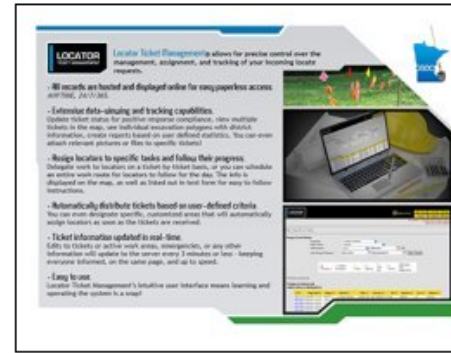 LOCATOR
TICKET MANAGEMENT
Locator Ticket Management allows for precise control over the
management, assignment, and tracking of your incoming locate
requests.
- All records are hosted and displayed online for easy paperless access
ANYTIME, 24/7/365.
- Extensive data-viewing and tracking capabilities.
Update ticket status for positive response compliance, view multiple
tickets in the map, see individual excavation polygons with district
information, create reports based on user defined statistics. You can even
attach relevant pictures or files to specific tickets!
- Assign locators to specific tasks and follow their progress.
Delegate work to locators on a ticket-by-ticket basis, or you can schedule
an entire work route for locators to follow for the day. The info is
displayed on the map, as well as listed out in text form for easy to follow
instructions.
- Automatically distribute tickets based on user-defined criteria.
You can even designate specific, customized areas that will automatically
assign locators as soon as the tickets are received.
- Ticket information updated in real-time.
Edits to tickets or active work areas, emergencies, or any other
information will update to the server every 3 minutes or less - keeping
everyone informed, on the same page, and up to speed.
- Easy to use.
Locator Ticket Management's intuitive user interface means learning and
operating the system is a snap!